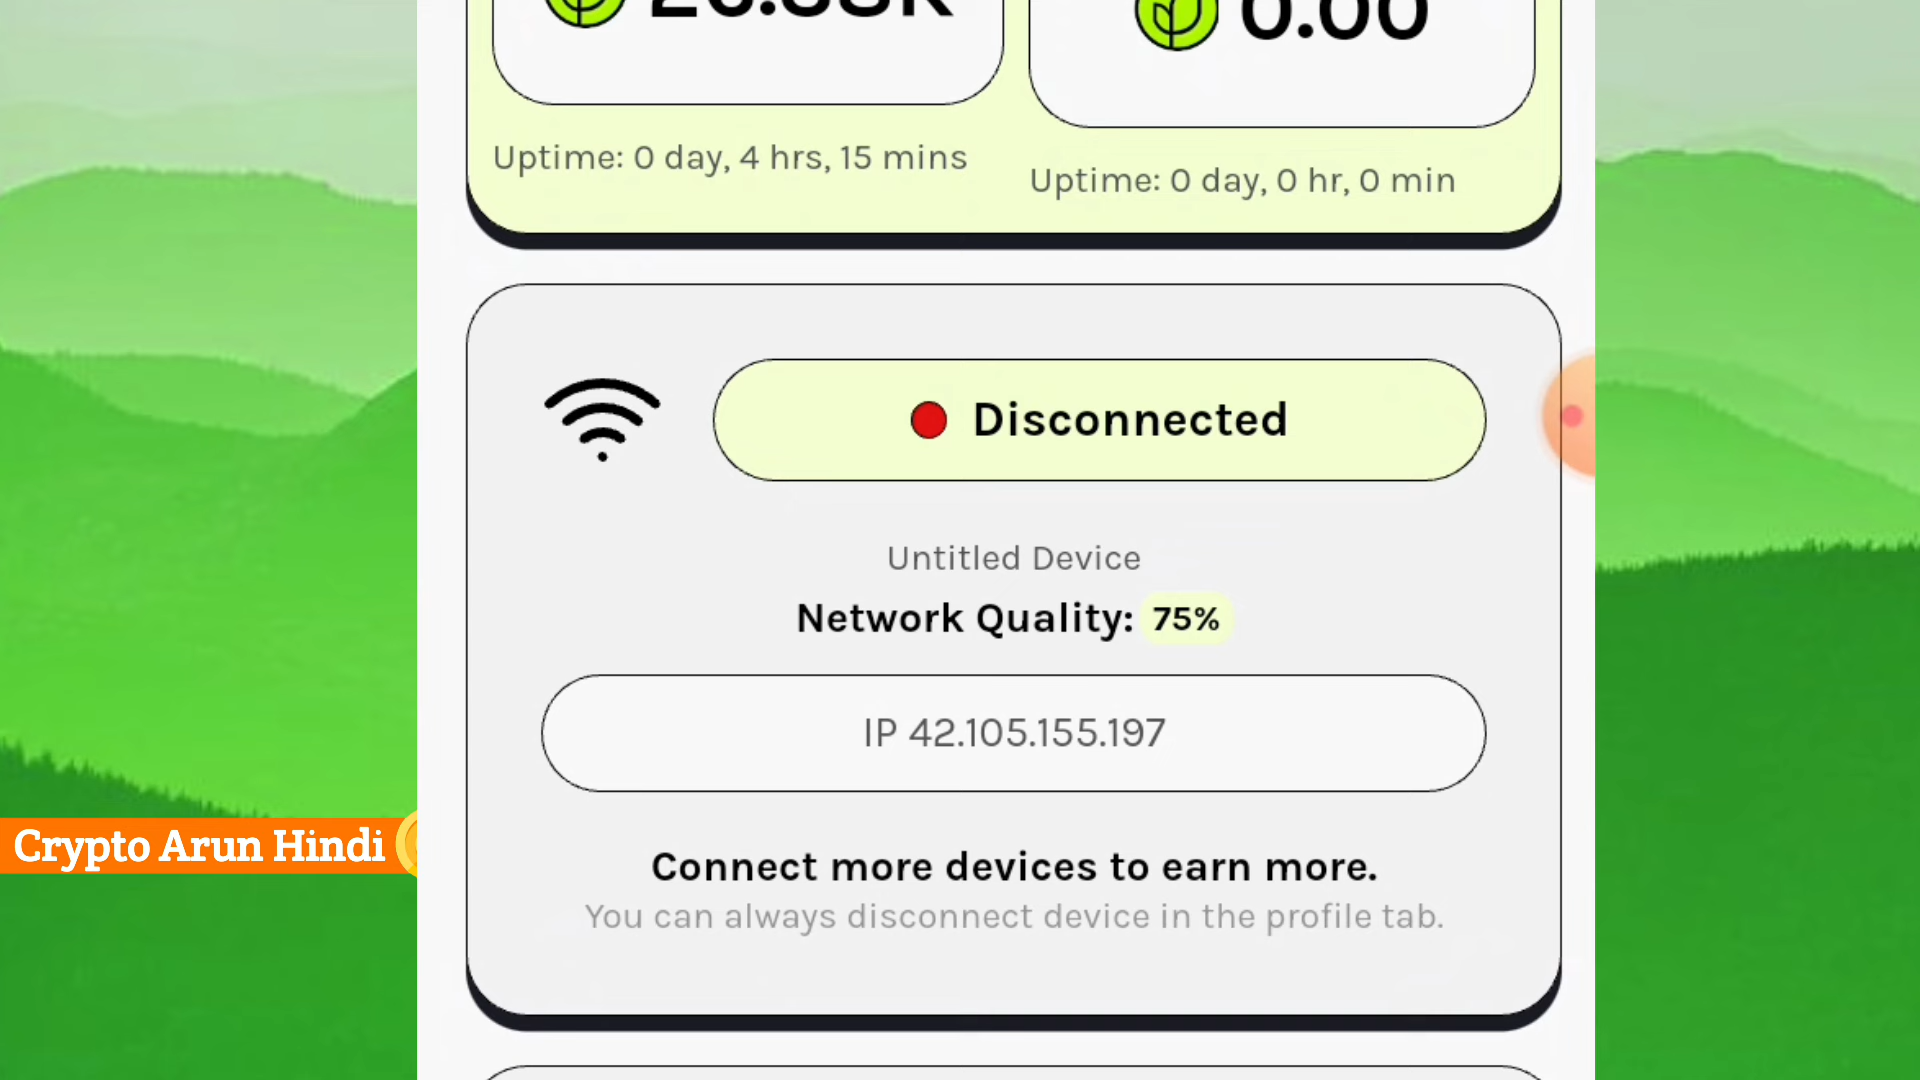 0.00
Uptime: 0 day, 4 hrs, 15 mins
Uptime: 0 day, 0 hr, 0 min
Disconnected
Untitled Device
Network Quality: 75%
IP 42.105.155.197
Crypto Arun Hindi
Connect more devices to earn more.
You can always disconnect device in the profile tab.